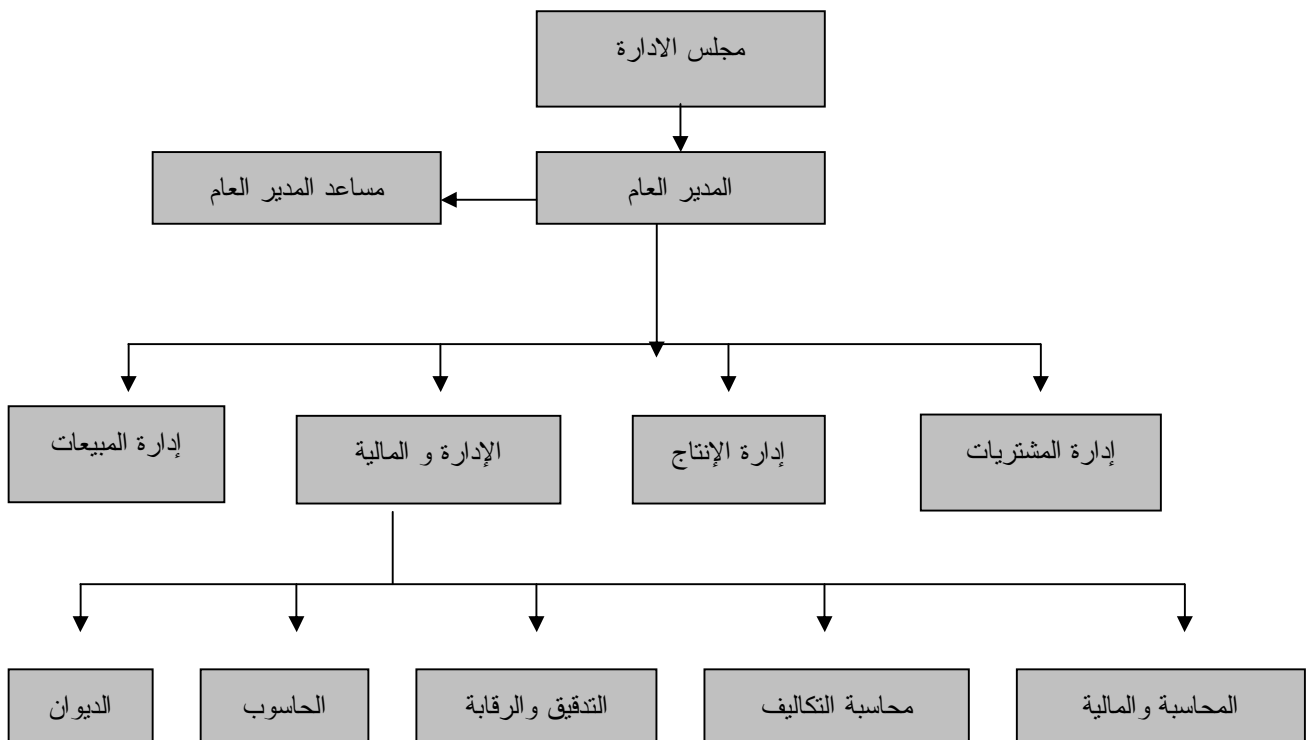 مجلس الادارة
المدير العام
مساعد المدير العام
إدارة المشتريات
إدارة الإنتاج
الإدارة و المالية
إدارة المبيعات
المحاسبة والمالية
محاسبة التكاليف
التدقيق والرقابة
الحاسوب
الديوان